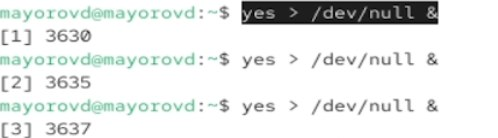 mayorovd@mayorovd:~$ yes > /dev/null &
[1] 3630
mayorovd@mayorovd:~$ yes > /dev/null &
[2] 3635
mayorovd@mayorovd:~$ yes > /dev/null &
[3] 3637